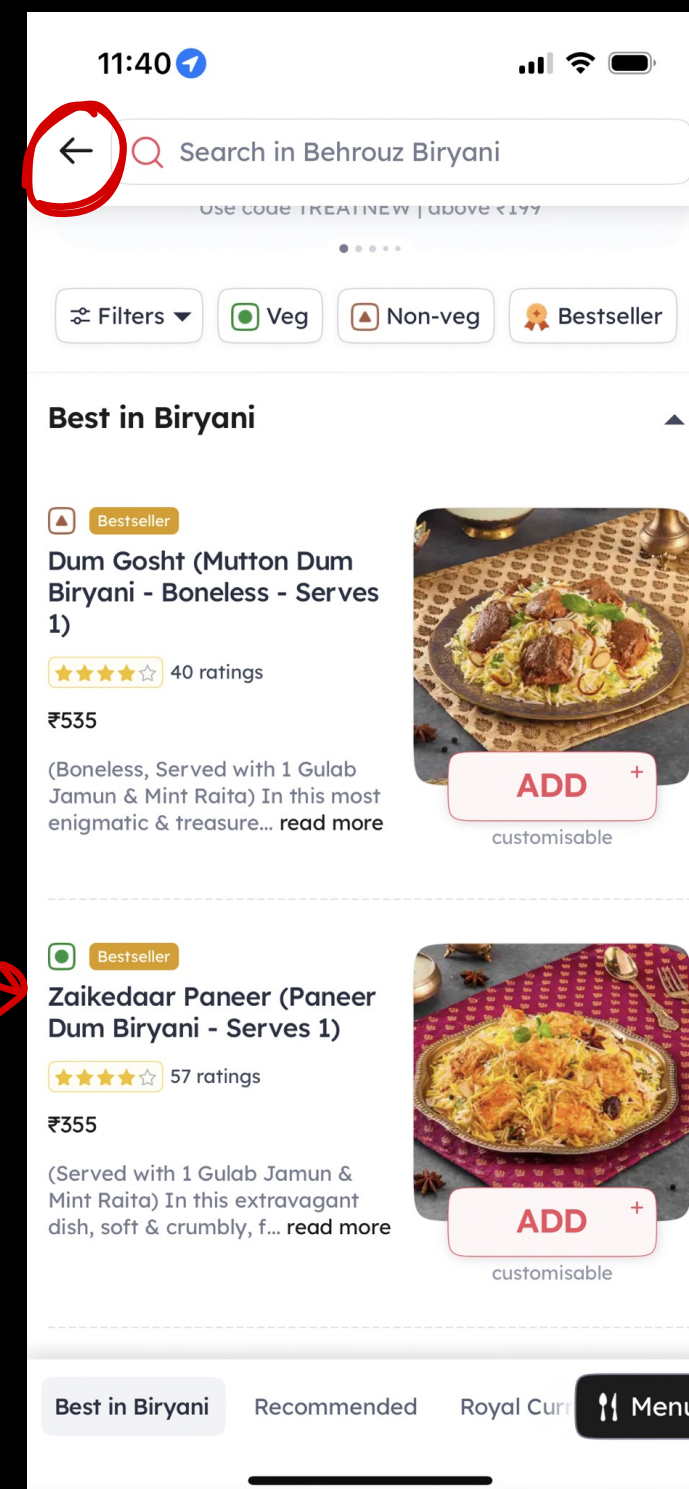 11:40
Search in Behrouz Biryani
Use code TREATNEW | above ₹199
Filters
Veg
Non-veg
Bestseller
Best in Biryani
Bestseller
Dum Gosht (Mutton Dum
Biryani - Boneless - Serves
1)
40 ratings
₹535
(Boneless, Served with 1 Gulab
Jamun & Mint Raita) In this most
enigmatic & treasure... read more
ADD +
customisable
Bestseller
Zaikedaar Paneer (Paneer
Dum Biryani - Serves 1)
57 ratings
₹355
(Served with 1 Gulab Jamun &
Mint Raita) In this extravagant
dish, soft & crumbly, f... read more
ADD +
customisable
Best in Biryani
Recommended
Royal Curr
Menu